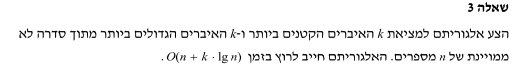 שאלה 3
הצע אלגוריתם למציאת k האיברים הקטנים ביותר ו-k האיברים הגדולים ביותר מתוך סדרה לא
ממויינת של n מספרים. האלגוריתם חייב לרוץ בזמן O(n + k · lg n).